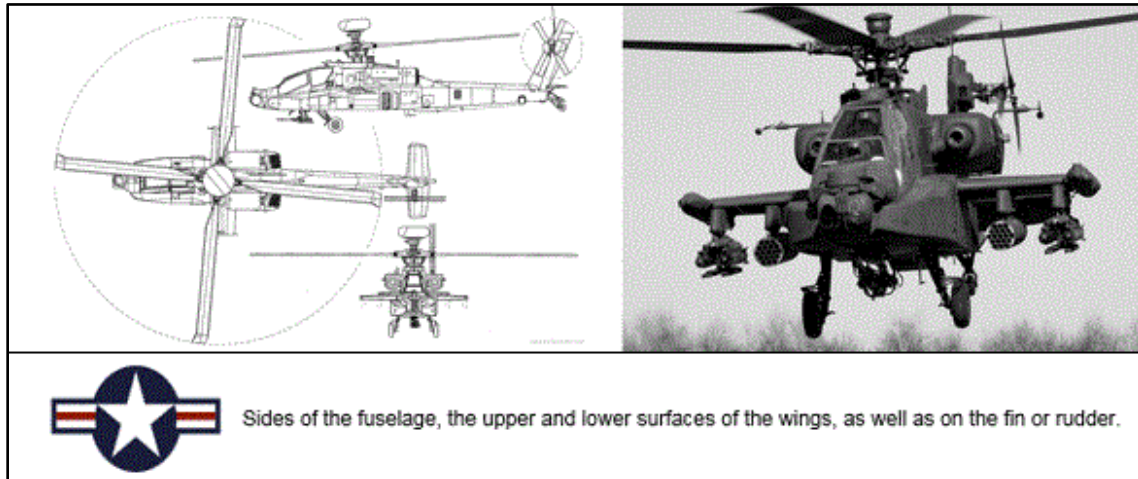 Sides of the fuselage, the upper and lower surfaces of the wings, as well as on the fin or rudder.